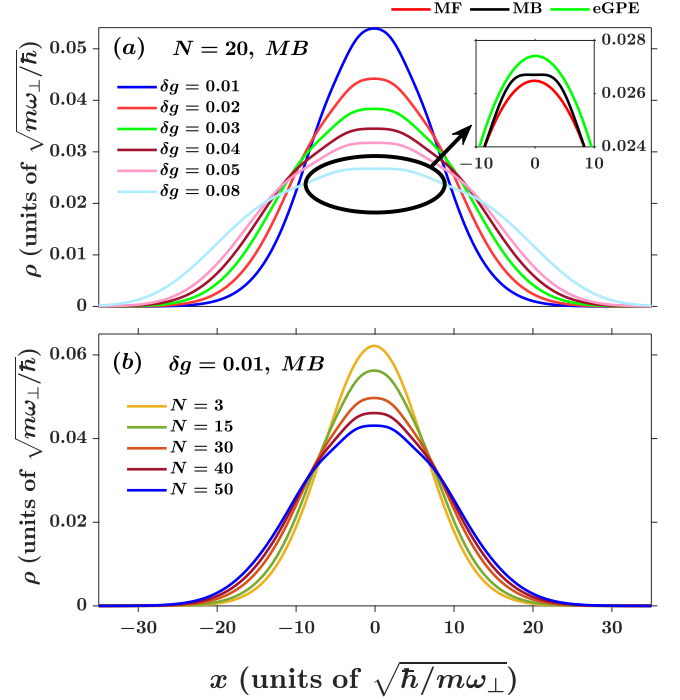 MF MB eGPE
(a) N = 20, MB
δg = 0.01
δg = 0.02
δg = 0.03
δg = 0.04
δg = 0.05
δg = 0.08
0.05
0.04
0.03
0.02
0.01
0
ρ (units of √mω⊥/ħ)
0.028
0.026
0.024
−10 0 10
(b) δg = 0.01, MB
N = 3
N = 15
N = 30
N = 40
N = 50
0.06
0.04
0.02
0
ρ (units of √mω⊥/ħ)
−30 −20 −10 0 10 20 30
x (units of √ħ/mω⊥)